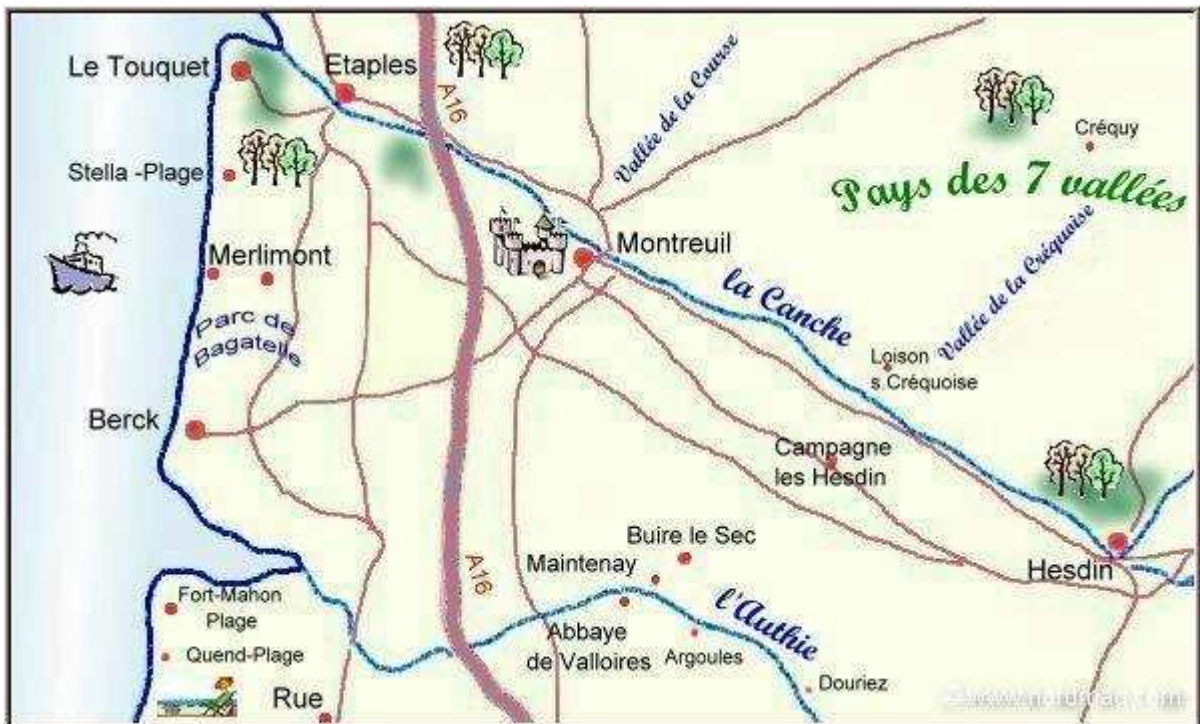 Le Touquet
Etaples
A16
Vallée de la Course
Créquy
Stella -Plage
Pays des 7 vallées
Merlimont
Montreuil
la Canche
Vallée de la Créquoise
Parc de
Bagatelle
Loison
s.Créquoise
Berck
Campagne
les Hesdin
Buire le Sec
Maintenay
A16
Hesdin
Fort-Mahon
Plage
l'Authie
Abbaye
de Valloires
Argoules
Quend-Plage
Douriez
Rue